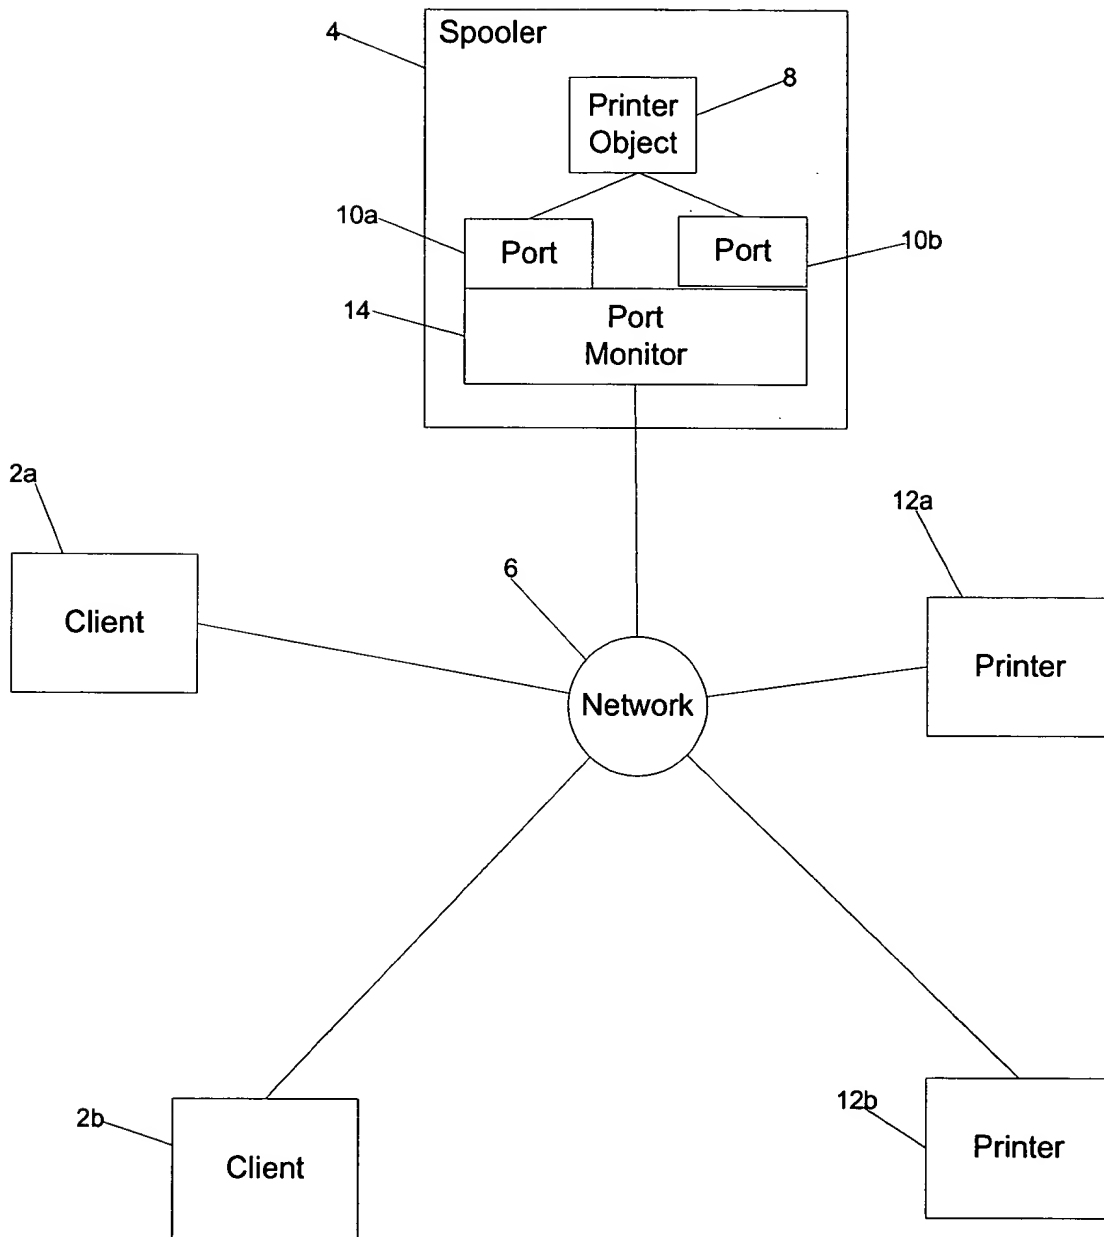 4
Spooler
8
Printer
Object
10a
Port
Port
10b
14
Port
Monitor
2a
12a
6
Client
Printer
Network
2b
12b
Client
Printer